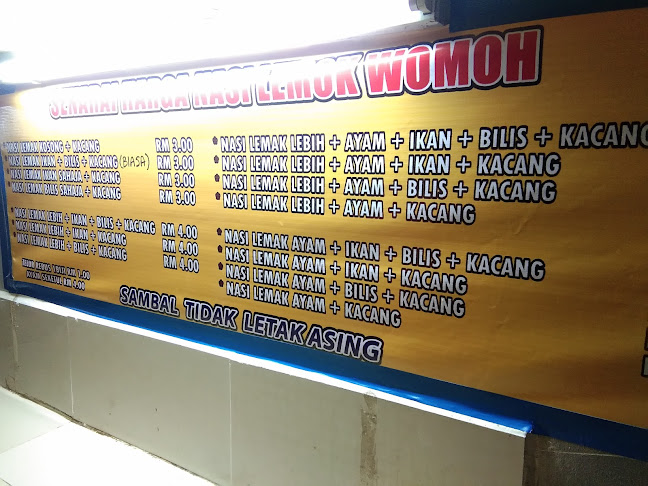 SENARAI HARGA NASI LEMOK WOMOH
NASI LEMAK KOSONG + KACANG RM 3.00
NASI LEMAK IKAN + BILIS + KACANG (BIASA) RM 3.00
NASI LEMAK IKAN SAHAJA + KACANG RM 3.00
NASI LEMAK BILIS SAHAJA + KACANG RM 3.00
* NASI LEMAK LEBIH + IKAN + BILIS + KACANG RM 4.00
* NASI LEMAK LEBIH + IKAN + KACANG RM 4.00
* NASI LEMAK LEBIH + BILIS + KACANG RM 4.00
RM 1.00
* NASI LEMAK LEBIH + AYAM + IKAN + BILIS + KACANG
* NASI LEMAK LEBIH + AYAM + IKAN + KACANG
* NASI LEMAK LEBIH + AYAM + BILIS + KACANG
* NASI LEMAK LEBIH + AYAM + KACANG
* NASI LEMAK AYAM + IKAN + BILIS + KACANG
* NASI LEMAK AYAM + IKAN + KACANG
* NASI LEMAK AYAM + BILIS + KACANG
* NASI LEMAK AYAM + KACANG
SAMBAL TIDAK LETAK ASING